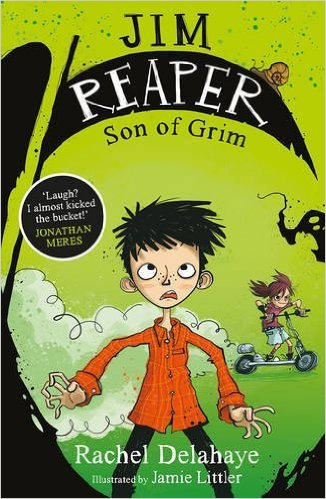 JIM
REAPER
Son of Grim
'Laugh?
I almost kicked
the bucket!'
JONATHAN
MERES
Rachel Delahaye
Illustrated by Jamie Littler